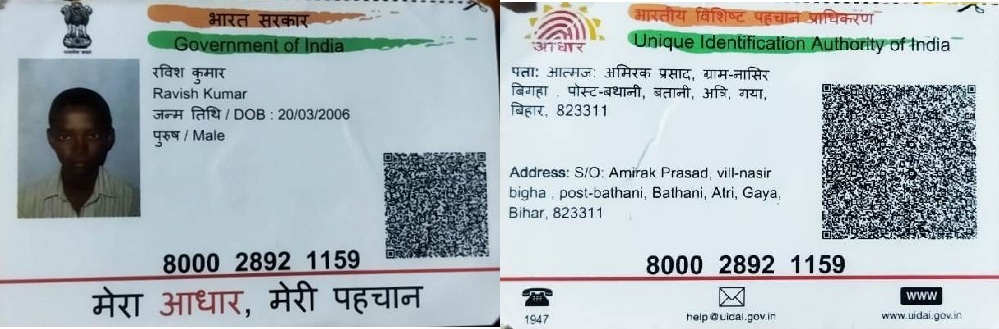 भारत सरकार
Government of India
रविश कुमार
Ravish Kumar
जन्म तिथि / DOB : 20/03/2006
पुरुष / Male
8000 2892 1159
मेरा आधार, मेरी पहचान
आधार
भारतीय विशिष्ट पहचान प्राधिकरण
Unique Identification Authority of India
पता: आत्मज: अमिरक प्रसाद, ग्राम-नासिर
बिगहा , पोस्ट-बथानी, बतानी, अत्रि, गया,
बिहार, 823311
Address: S/O: Amirak Prasad, vill-nasir
bigha , post-bathani, Bathani, Atri, Gaya,
Bihar, 823311
8000 2892 1159
1947
help@uidai.gov.in
WWW
www.uidai.gov.in